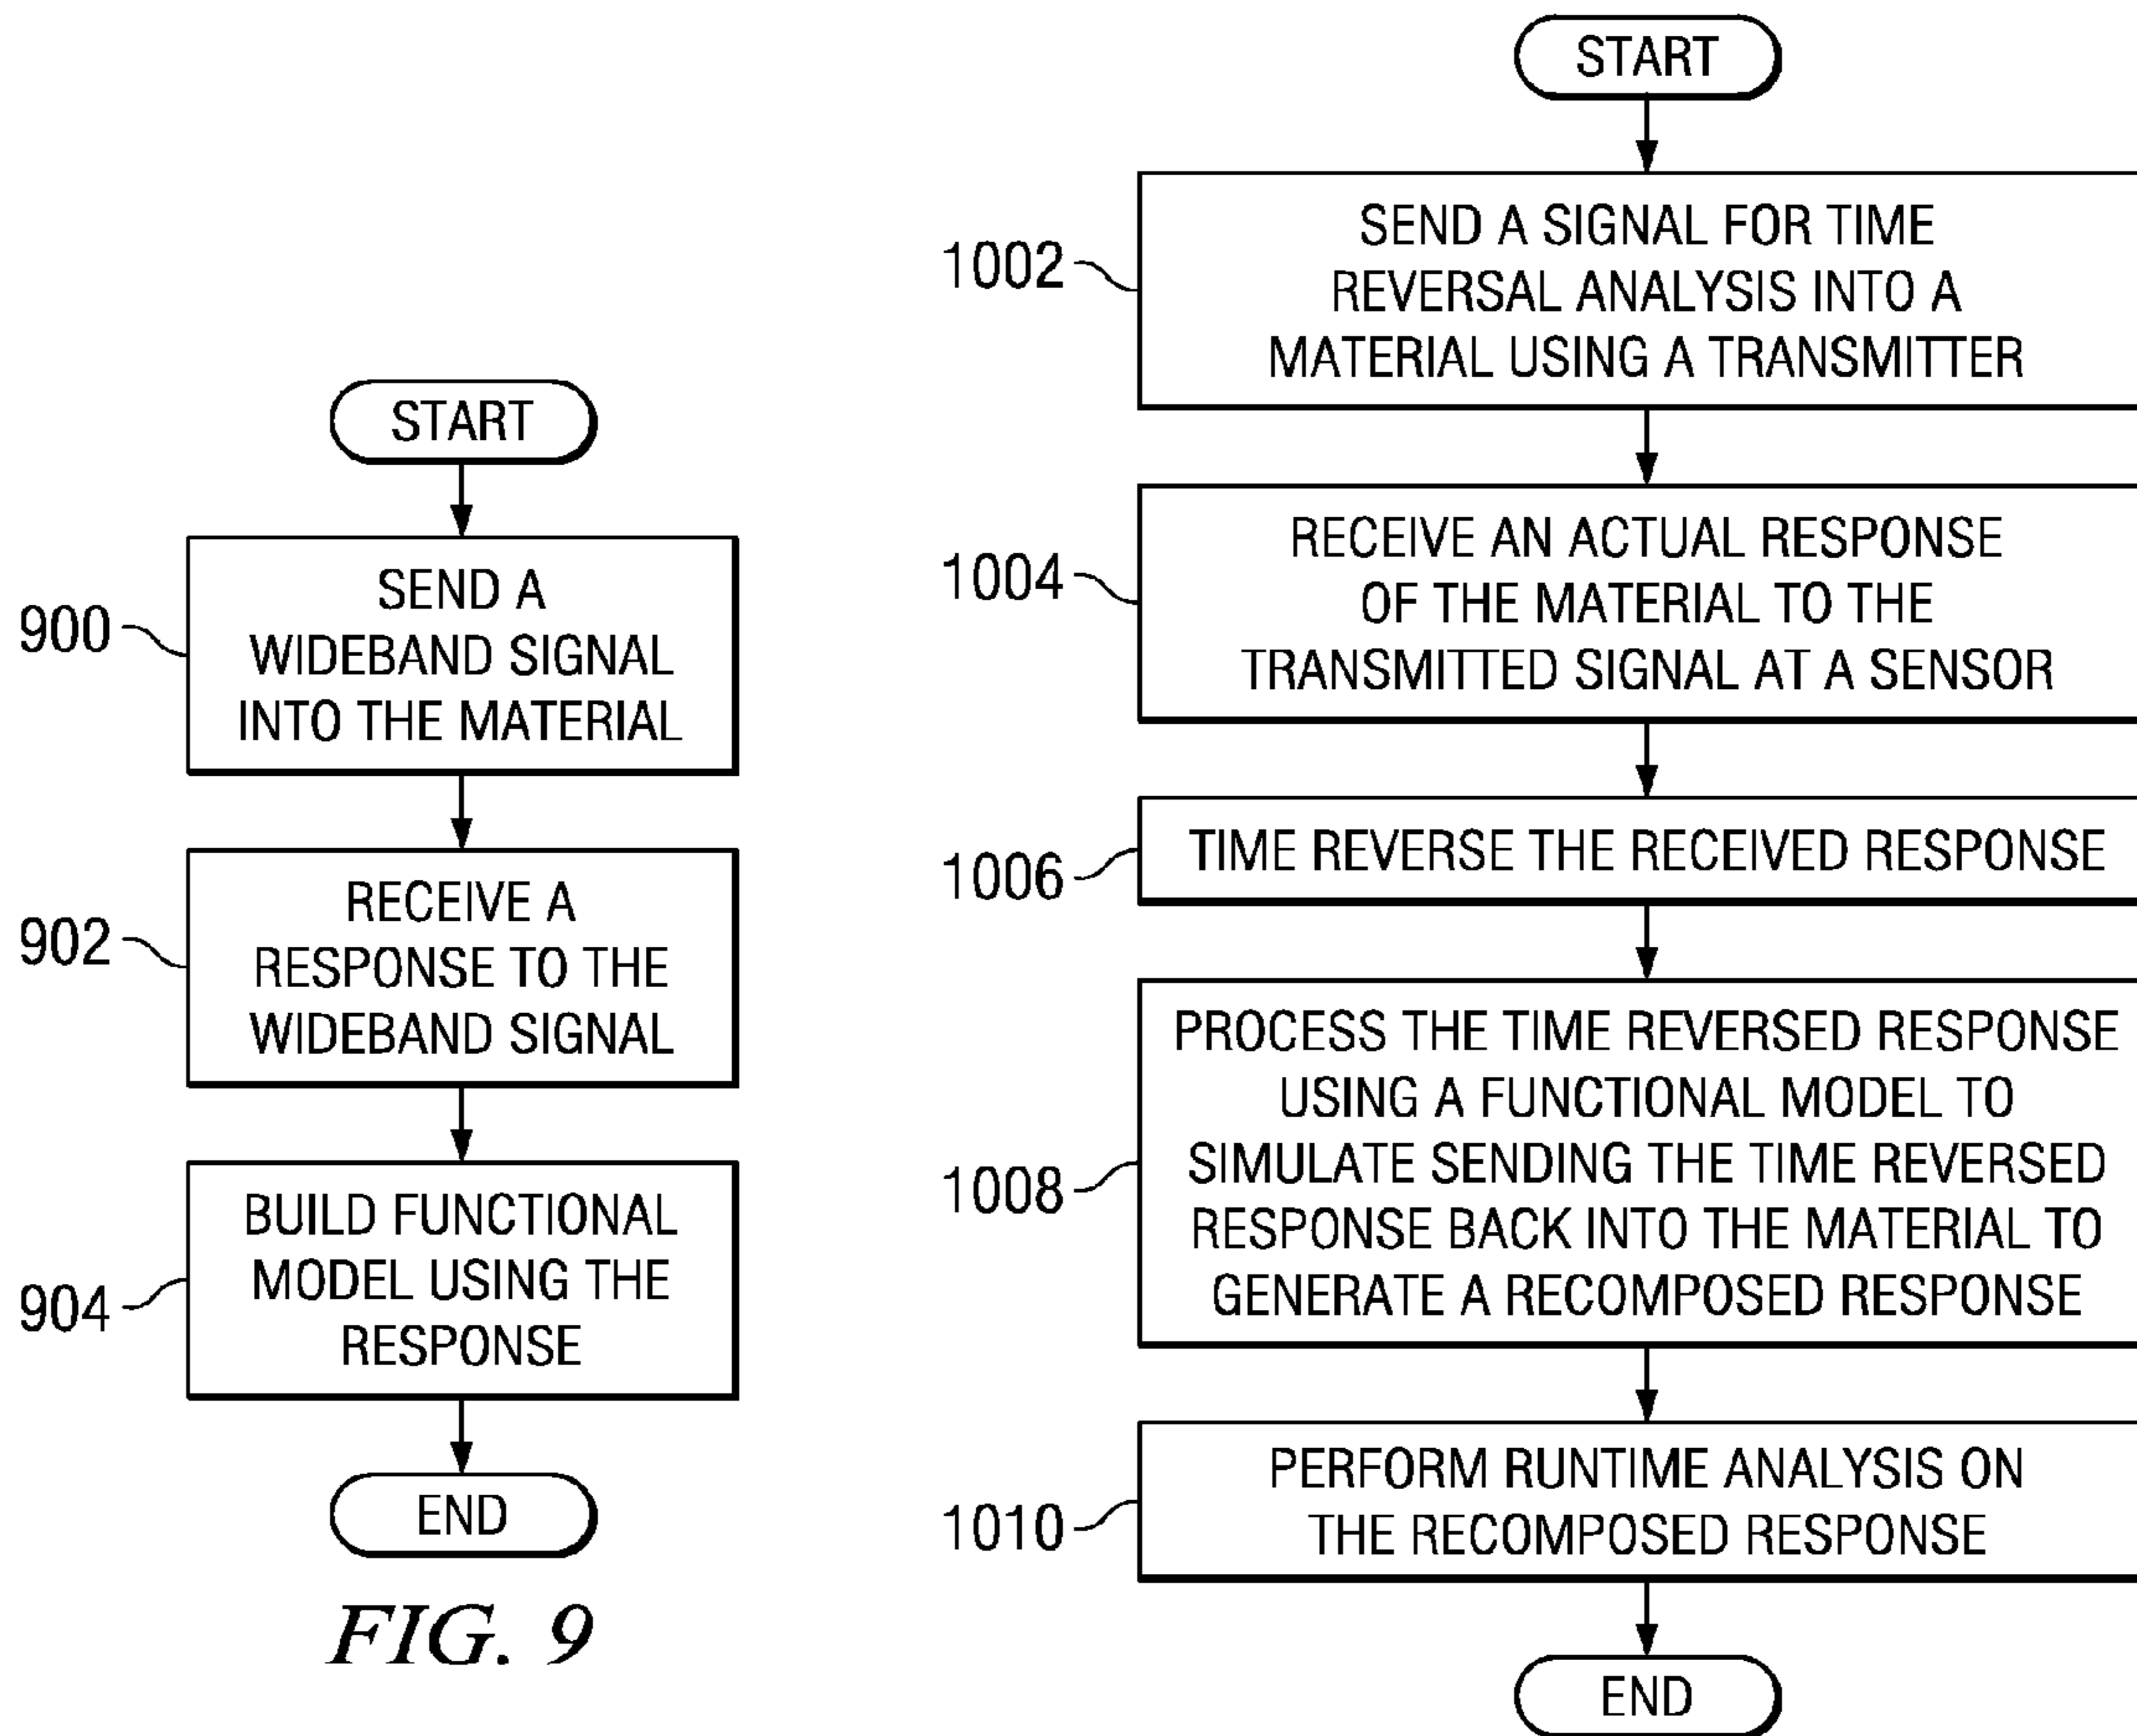 START
900
SEND A
WIDEBAND SIGNAL
INTO THE MATERIAL
902
RECEIVE A
RESPONSE TO THE
WIDEBAND SIGNAL
904
BUILD FUNCTIONAL
MODEL USING THE
RESPONSE
END
FIG. 9
START
1002
SEND A SIGNAL FOR TIME
REVERSAL ANALYSIS INTO A
MATERIAL USING A TRANSMITTER
1004
RECEIVE AN ACTUAL RESPONSE
OF THE MATERIAL TO THE
TRANSMITTED SIGNAL AT A SENSOR
1006
TIME REVERSE THE RECEIVED RESPONSE
1008
PROCESS THE TIME REVERSED RESPONSE
USING A FUNCTIONAL MODEL TO
SIMULATE SENDING THE TIME REVERSED
RESPONSE BACK INTO THE MATERIAL TO
GENERATE A RECOMPOSED RESPONSE
1010
PERFORM RUNTIME ANALYSIS ON
THE RECOMPOSED RESPONSE
END